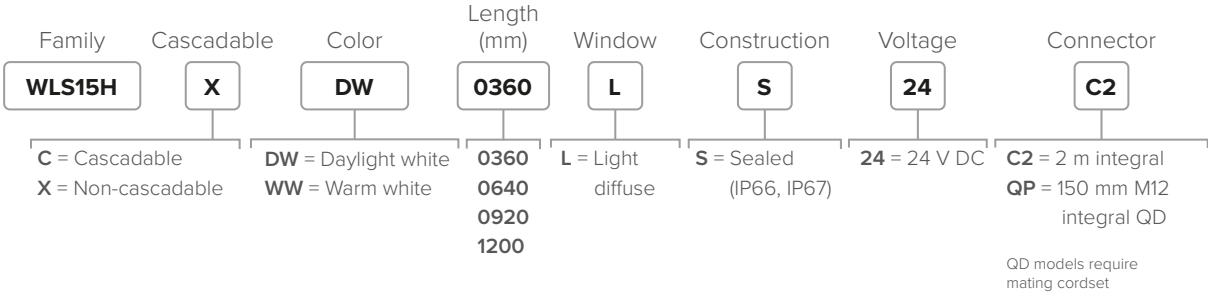 Family
Cascadable
Color
Length
(mm)
Window
Construction
Voltage
Connector
WLS15H
X
DW
0360
L
S
24
C2
C = Cascadable
X = Non-cascadable
DW = Daylight white
WW = Warm white
0360
0640
0920
1200
L = Light
diffuse
S = Sealed
(IP66, IP67)
24 = 24 V DC
C2 = 2 m integral
QP = 150 mm M12
integral QD
QD models require
mating cordset